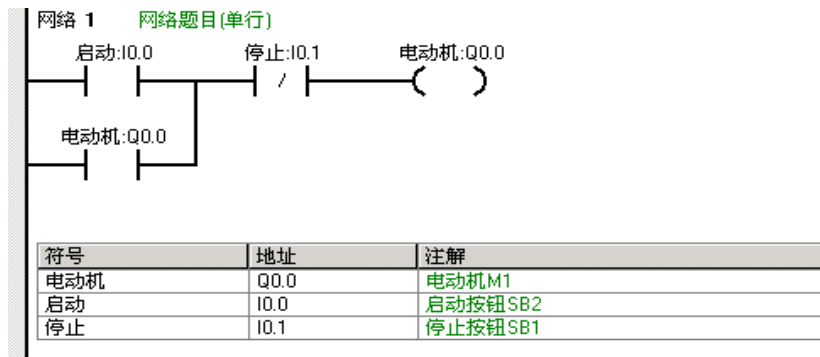 网络 1 网络题目(单行)
启动:I0.0 停止:I0.1 电动机:Q0.0
电动机:Q0.0
符号 地址 注解
电动机 Q0.0 电动机M1
启动 I0.0 启动按钮SB2
停止 I0.1 停止按钮SB1